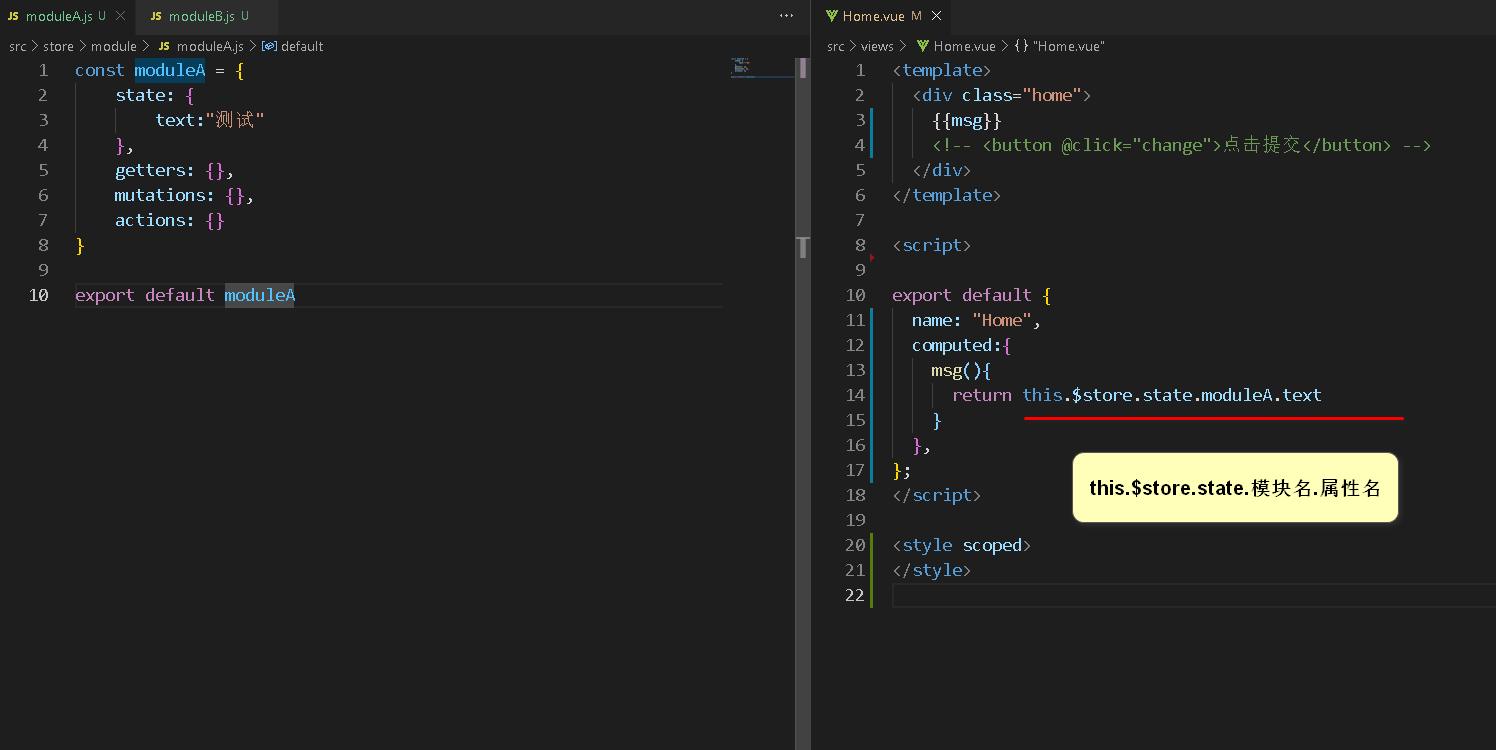 JS moduleA.js U
JS moduleB.js U
src > store > module > JS moduleA.js > default
1 const moduleA = {
2 state: {
3 text:"测试"
4 },
5 getters: {},
6 mutations: {},
7 actions: {}
8 }
9
10 export default moduleA
Home.vue M
src > views > Home.vue > {} "Home.vue"
1 <template>
2 <div class="home">
3 {{msg}}
4 <!-- <button @click="change">点击提交</button> -->
5 </div>
6 </template>
7
8 <script>
9
10 export default {
11 name: "Home",
12 computed:{
13 msg(){
14 return this.$store.state.moduleA.text
15 }
16 },
17 };
18 </script>
19
20 <style scoped>
21 </style>
22
this.$store.state.模块名.属性名